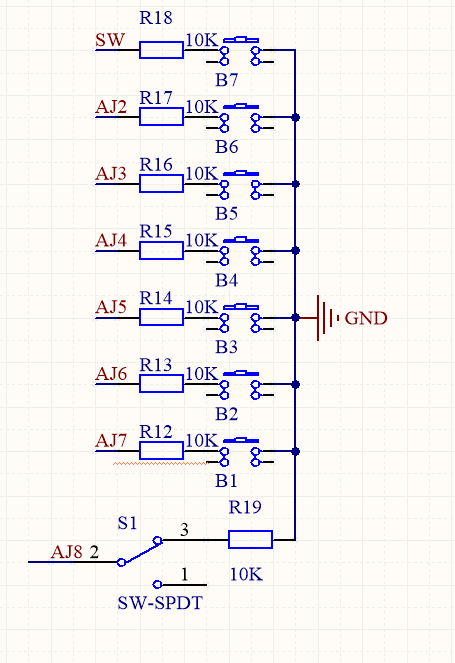 R18
SW 10K
B7
R17
AJ2 10K
B6
R16
AJ3 10K
B5
R15
AJ4 10K
B4
R14
AJ5 10K
GND
B3
R13
AJ6 10K
B2
R12
AJ7 10K
B1
R19
S1
3
AJ8 2
1
10K
SW-SPDT